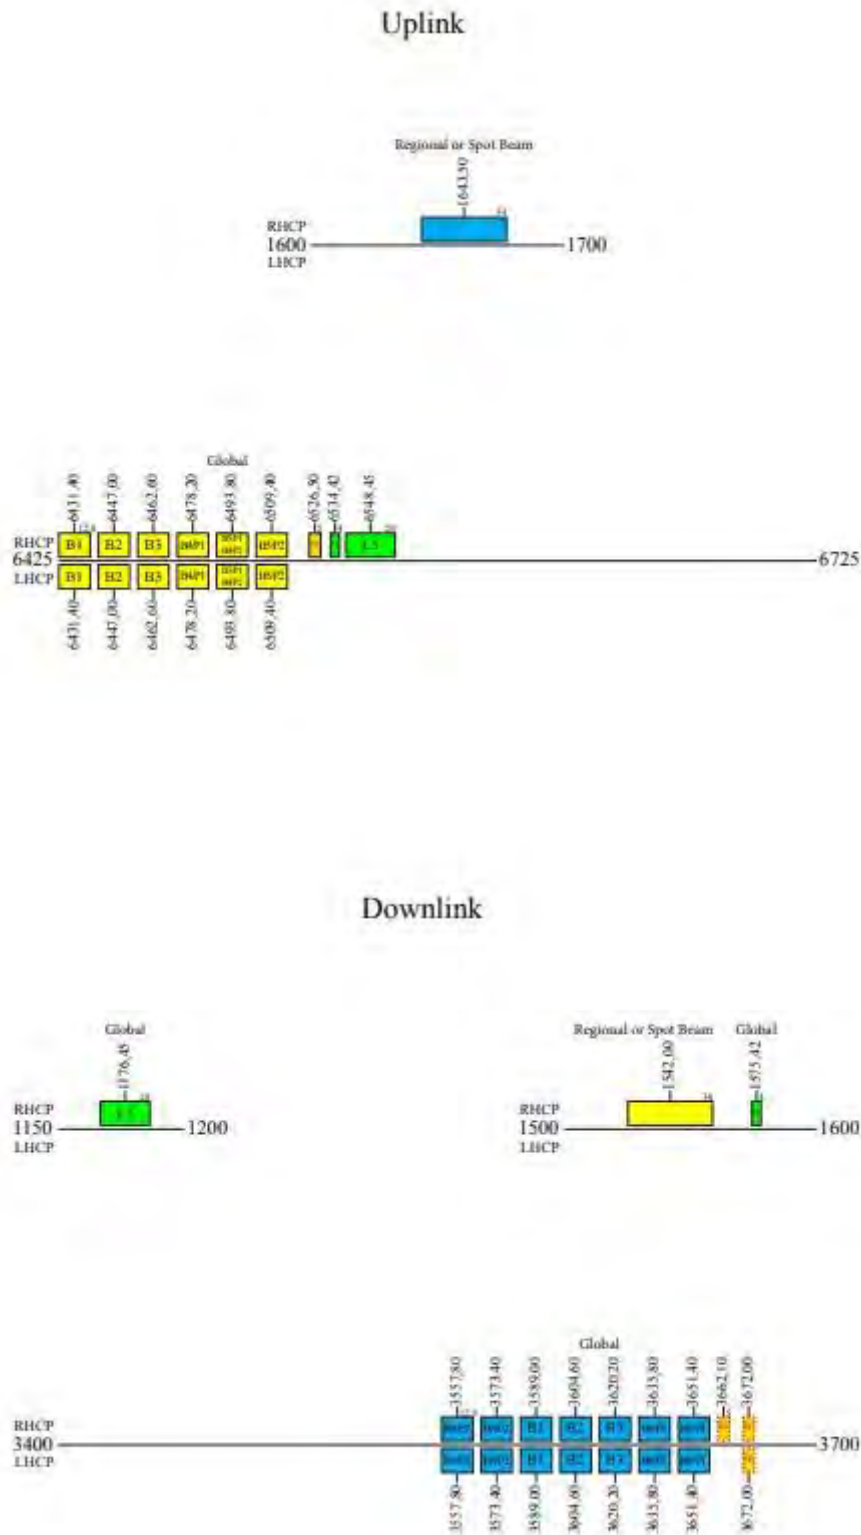 Uplink
Regional or Spot Beam
1643,50
RHCP
1600
1700
LHCP
Global
6431,40 6447,00 6462,60 6478,20 6493,80 6509,40 6526,50 6534,42 6548,45
RHCP B1 B2 B3
6425
6725
LHCP B1 B2 B3
6431,40 6447,00 6462,60 6478,20 6493,80 6509,40
Downlink
Global
1176,45
RHCP
1150
1200
LHCP
Regional or Spot Beam Global
1542,00 1575,42
RHCP
1500
1600
LHCP
Global
3557,80 3573,40 3589,00 3604,60 3620,20 3635,80 3651,40 3662,10 3672,00
RHCP B1 B2 B3
3400
3700
LHCP B1 B2 B3
3557,80 3573,40 3589,00 3604,60 3620,20 3635,80 3651,40 3672,00